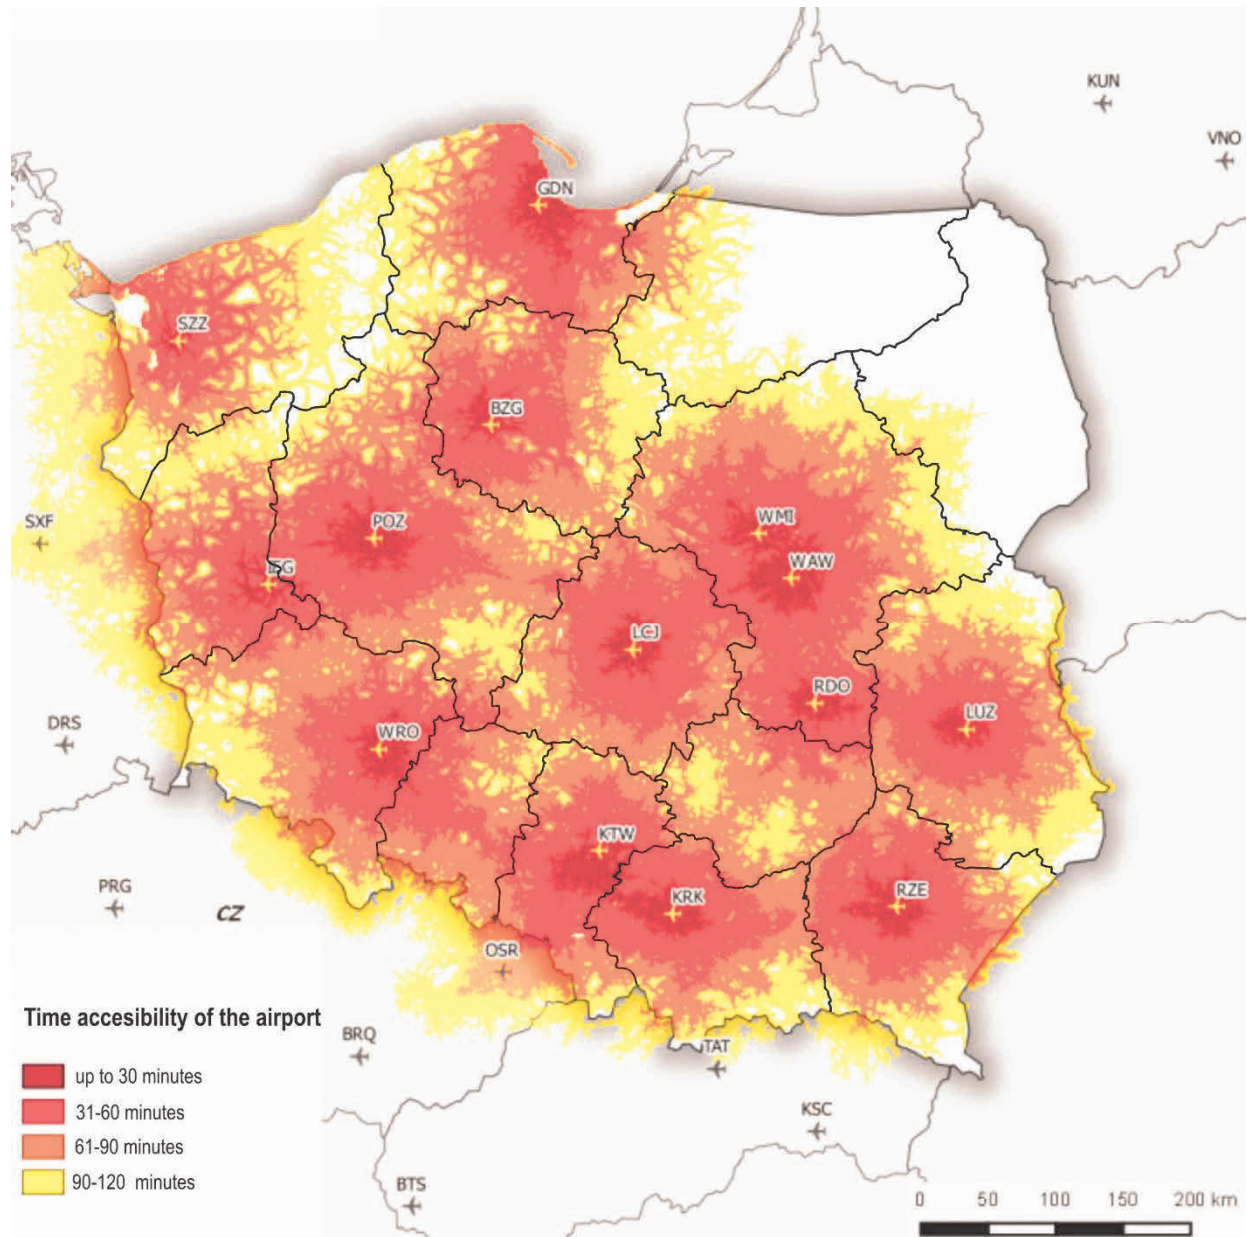 KUN
VNO
GDN
SZZ
BZG
SXF
POZ
WMI
IEG
WAW
LCJ
RDO
LUZ
DRS
WRO
KTW
PRG
KRK
RZE
CZ
OSR
Time accesibility of the airport
up to 30 minutes
31-60 minutes
61-90 minutes
90-120 minutes
BRQ
TAT
KSC
BTS
0 50 100 150 200 km